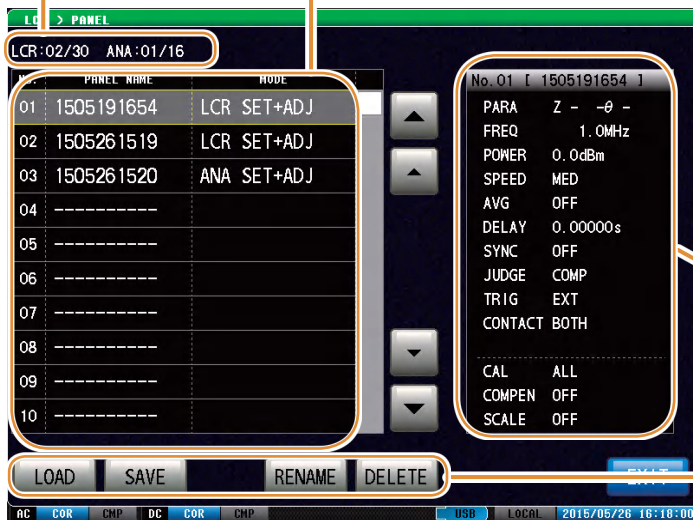 > PANEL
LCR:02/30 ANA:01/16
PANEL NAME MODE
01 1505191654 LCR SET+ADJ
02 1505261519 LCR SET+ADJ
03 1505261520 ANA SET+ADJ
04 ----------
05 ----------
06 ----------
07 ----------
08 ----------
09 ----------
10 ----------
No.01 [ 1505191654 ]
PARA Z - -θ -
FREQ 1.0MHz
POWER 0.0dBm
SPEED MED
AVG OFF
DELAY 0.00000s
SYNC OFF
JUDGE COMP
TRIG EXT
CONTACT BOTH
CAL ALL
COMPEN OFF
SCALE OFF
LOAD SAVE RENAME DELETE EXIT
AC COR CMP DC COR CMP USB LOCAL 2015/05/26 16:18:00